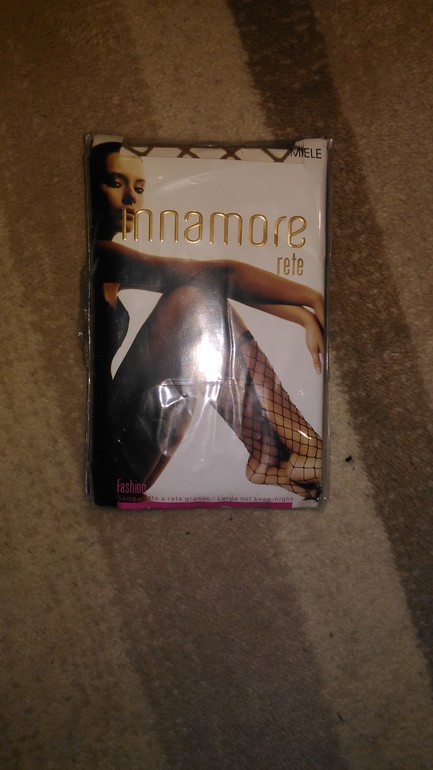 MIELE
innamore
rete
fashion
Gambaletto a rete grande / Large net knee-highs